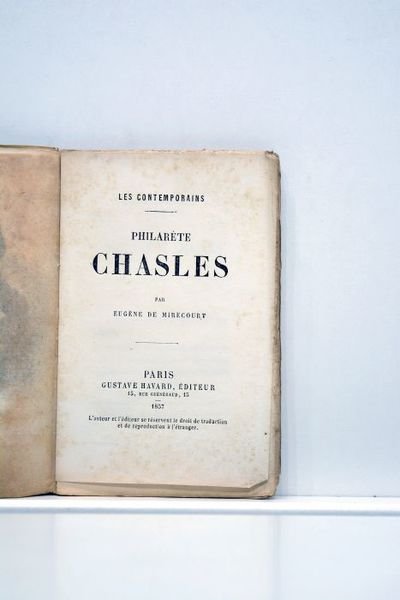 LES CONTEMPORAINS
PHILARÈTE
CHASLES
PAR
EUGÈNE DE MIRECOURT
PARIS
GUSTAVE HAVARD, ÉDITEUR
15, RUE GUÉNÉGAUD, 15
1857
L'auteur et l'éditeur se réservent le droit de traduction
et de reproduction à l'étranger.